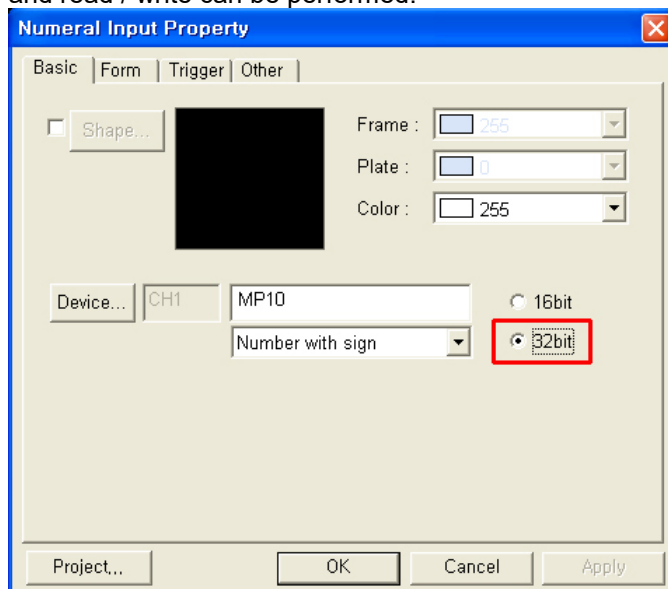 and read / write can be performed.
Numeral Input Property
Basic Form Trigger Other
Shape...
Frame : 255
Plate : 0
Color : 255
Device... CH1 MP10 16bit
Number with sign 32bit
Project,,, OK Cancel Apply